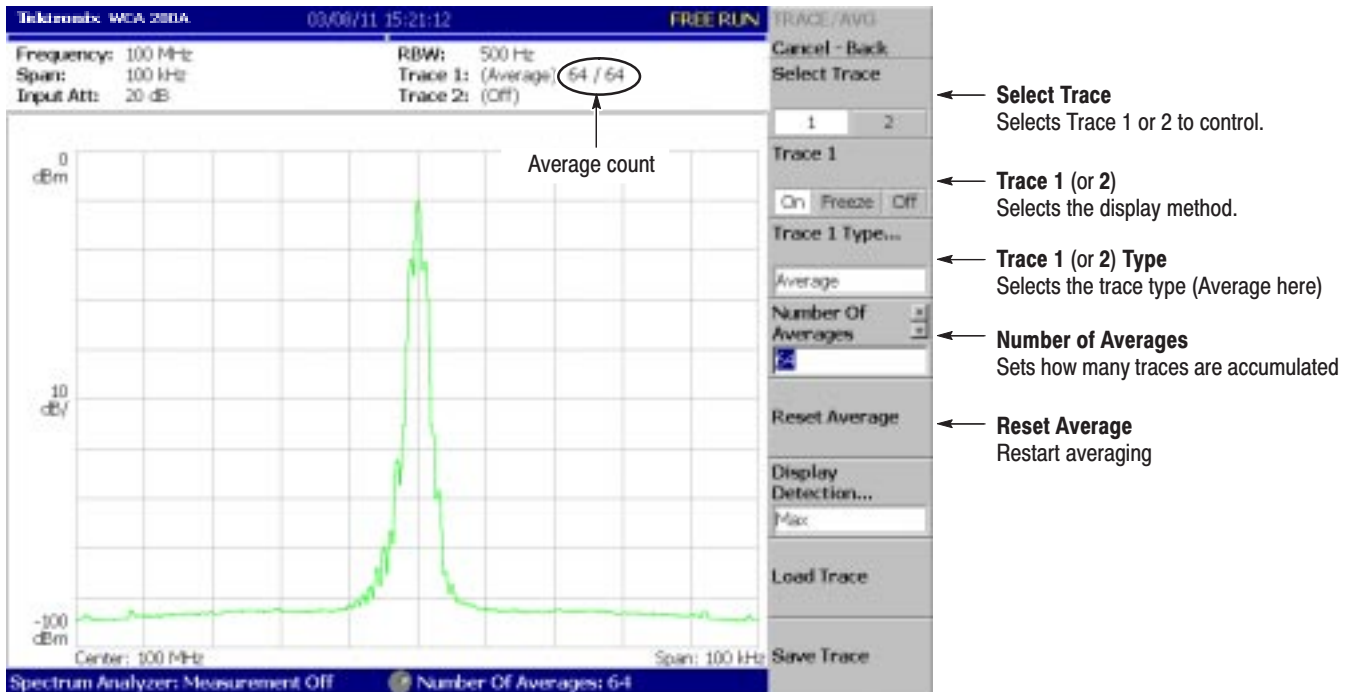 Tektronix WCA 200A 03/08/11 15:21:12 FREE RUN
Frequency: 100 MHz
Span: 100 kHz
Input Att: 20 dB
RBW: 500 Hz
Trace 1: (Average) 64 / 64
Trace 2: (Off)
Average count
0
dBm
10
dB/
-100
dBm
Center: 100 MHz
Span: 100 kHz
Spectrum Analyzer: Measurement Off
Number Of Averages: 64
TRACE/AVG
Cancel - Back
Select Trace
1 2
Trace 1
On Freeze Off
Trace 1 Type...
Average
Number Of
Averages
64
Reset Average
Display
Detection...
Max
Load Trace
Save Trace
Select Trace
Selects Trace 1 or 2 to control.
Trace 1 (or 2)
Selects the display method.
Trace 1 (or 2) Type
Selects the trace type (Average here)
Number of Averages
Sets how many traces are accumulated
Reset Average
Restart averaging